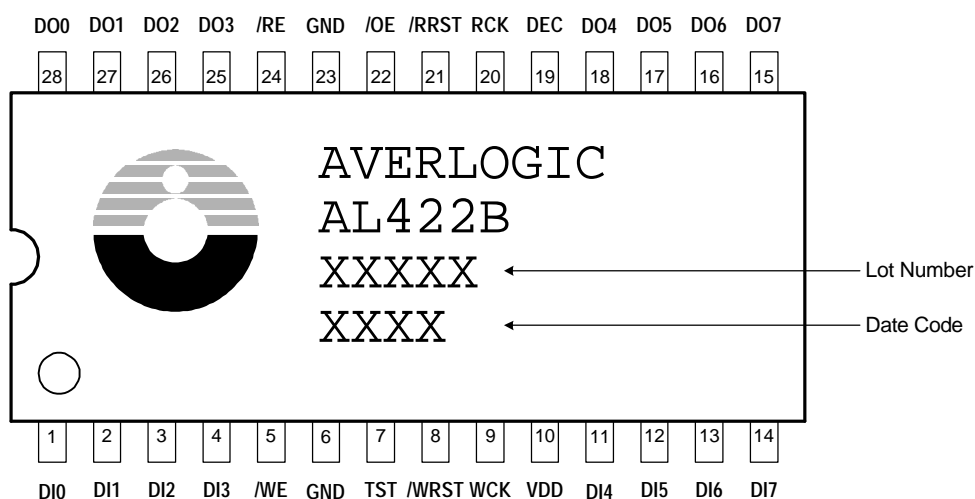 DO0 DO1 DO2 DO3 /RE GND /OE /RRST RCK DEC DO4 DO5 DO6 DO7
28 27 26 25 24 23 22 21 20 19 18 17 16 15
AVERLOGIC
AL422B
XXXXX
Lot Number
XXXX
Date Code
1 2 3 4 5 6 7 8 9 10 11 12 13 14
DI0 DI1 DI2 DI3 /WE GND TST /WRST WCK VDD DI4 DI5 DI6 DI7